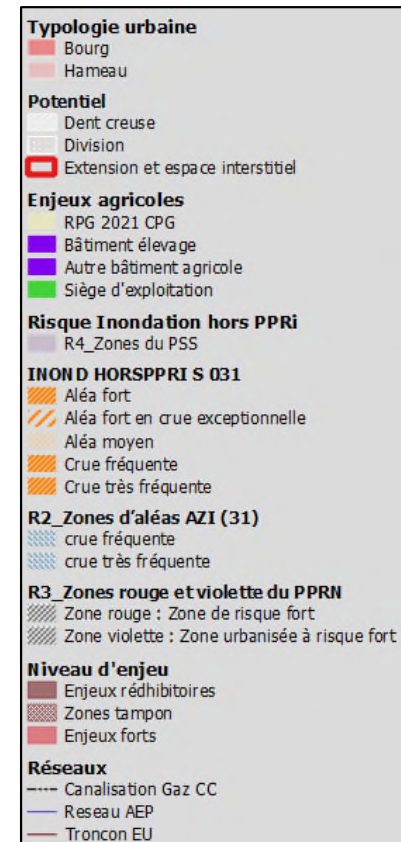 Typologie urbaine
Bourg
Hameau
Potentiel
Dent creuse
Division
Extension et espace interstitiel
Enjeux agricoles
RPG 2021 CPG
Bâtiment élevage
Autre bâtiment agricole
Siège d'exploitation
Risque Inondation hors PPRi
R4_Zones du PSS
INOND HORSPPRI S 031
Aléa fort
Aléa fort en crue exceptionnelle
Aléa moyen
Crue fréquente
Crue très fréquente
R2_Zones d'aléas AZI (31)
crue fréquente
crue très fréquente
R3_Zones rouge et violette du PPRN
Zone rouge : Zone de risque fort
Zone violette : Zone urbanisée à risque fort
Niveau d'enjeu
Enjeux rédhibitoires
Zones tampon
Enjeux forts
Réseaux
Canalisation Gaz CC
Reseau AEP
Troncon EU